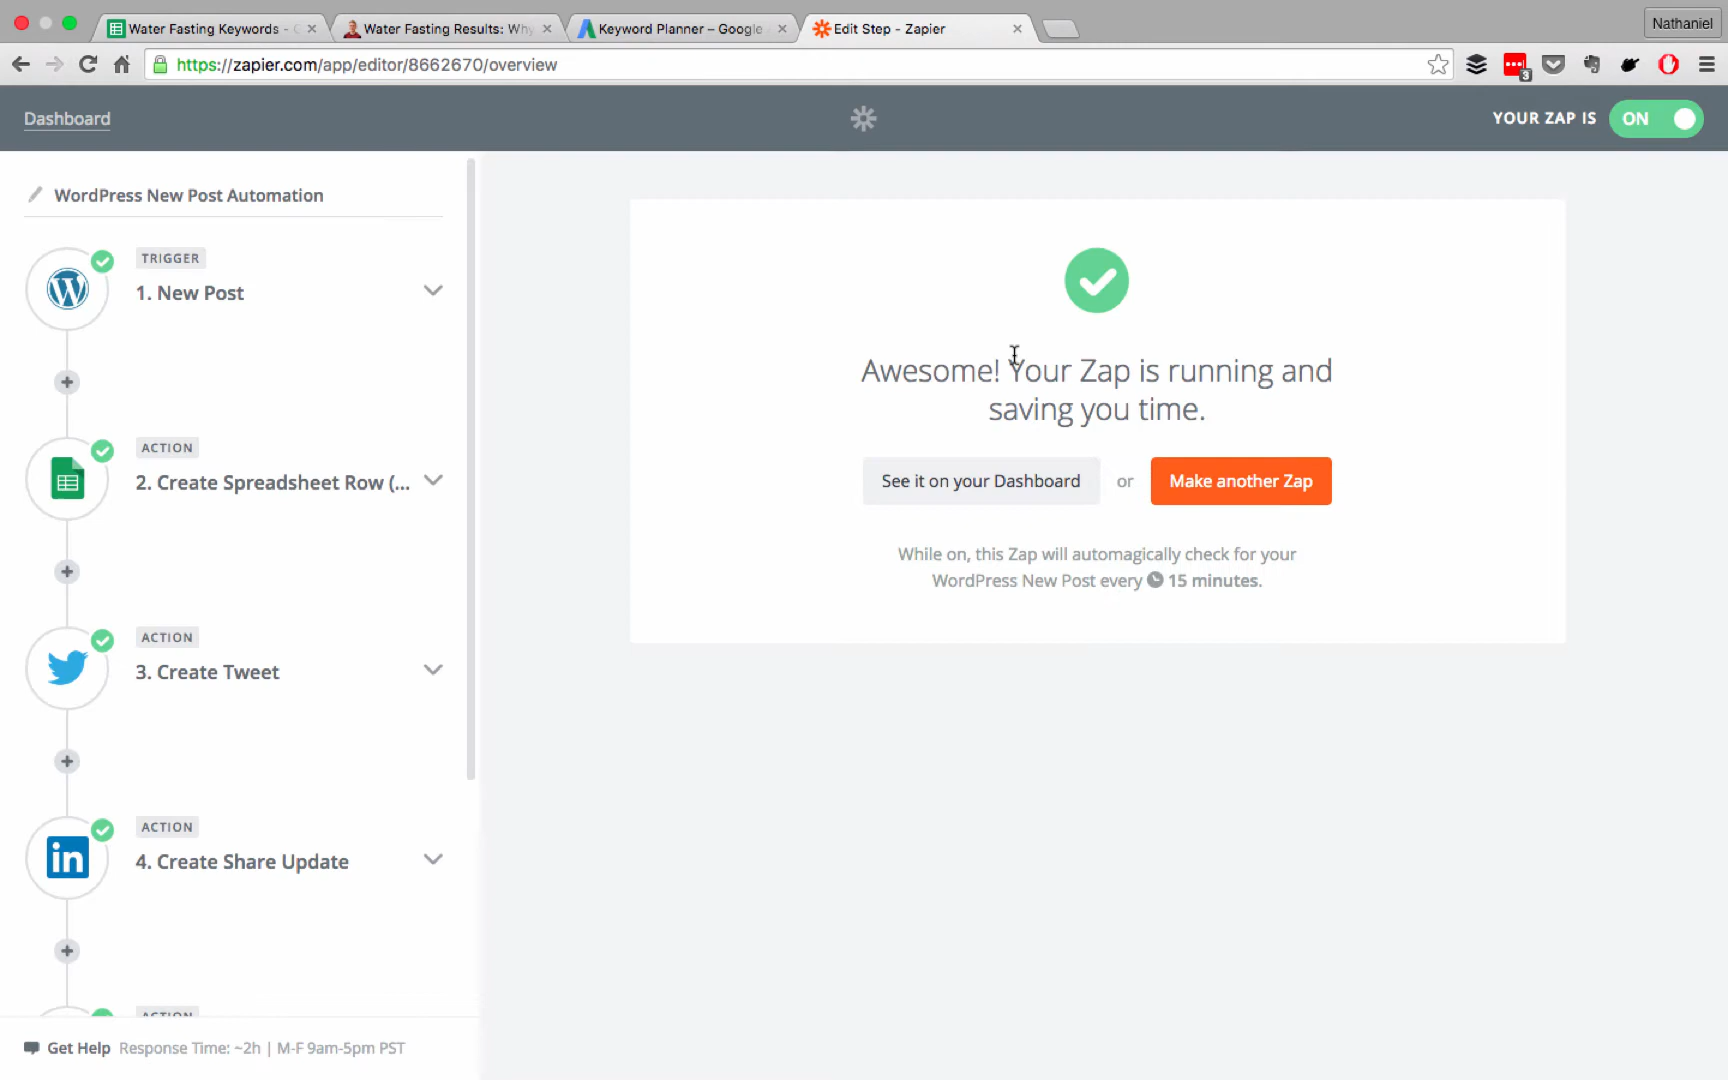 Water Fasting Keywords -
Water Fasting Results: Why
Keyword Planner – Google
Edit Step - Zapier
Nathaniel
https://zapier.com/app/editor/8662670/overview
3
Dashboard
YOUR ZAP IS
ON
WordPress New Post Automation
TRIGGER
1. New Post
ACTION
2. Create Spreadsheet Row (...
ACTION
3. Create Tweet
ACTION
4. Create Share Update
ACTION
Get Help Response Time: ~2h | M-F 9am-5pm PST
Awesome! Your Zap is running and
saving you time.
See it on your Dashboard
or
Make another Zap
While on, this Zap will automagically check for your
WordPress New Post every 15 minutes.